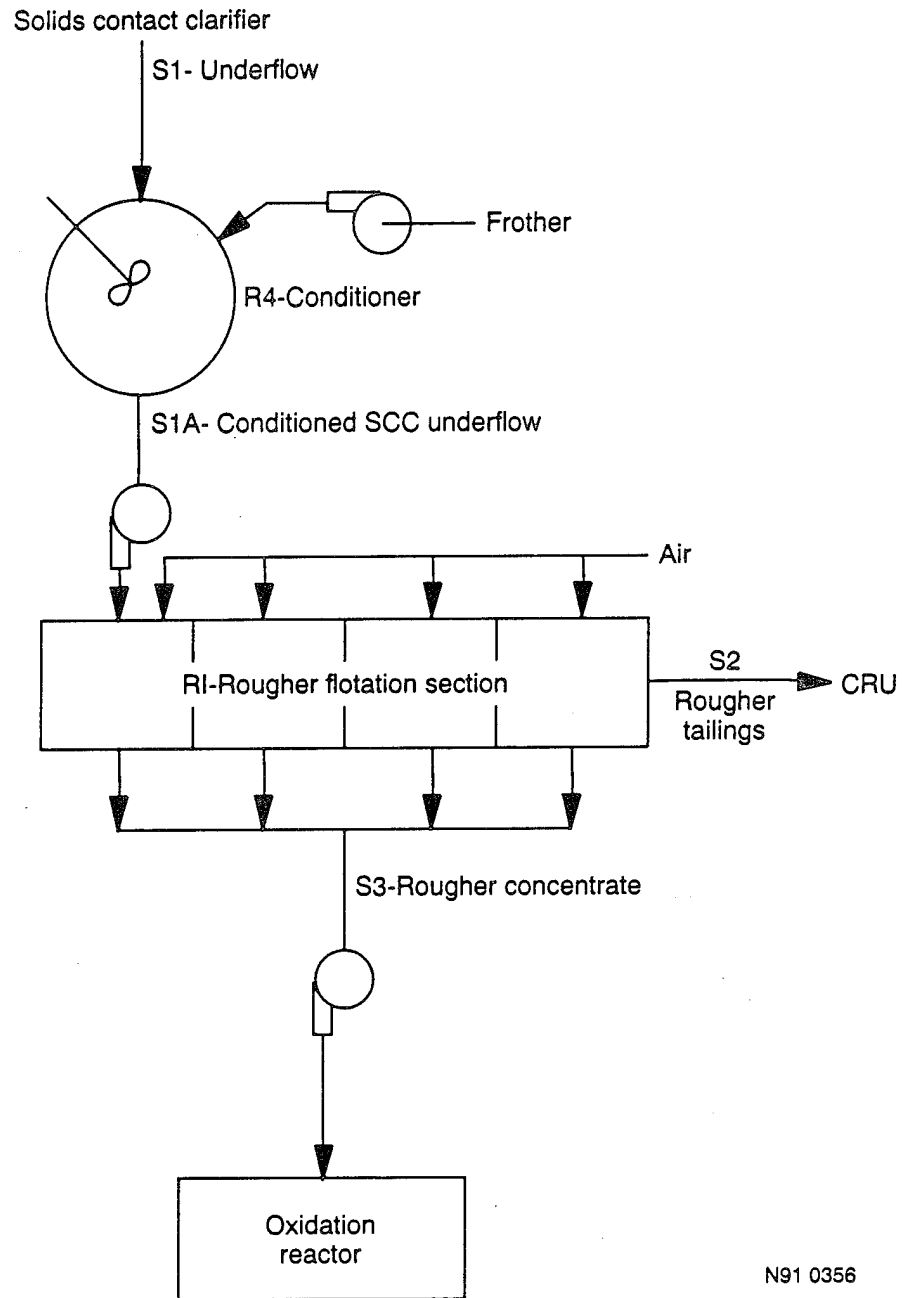 Solids contact clarifier
S1- Underflow
Frother
R4-Conditioner
S1A- Conditioned SCC underflow
Air
RI-Rougher flotation section
S2
Rougher
tailings
CRU
S3-Rougher concentrate
Oxidation
reactor
N91 0356